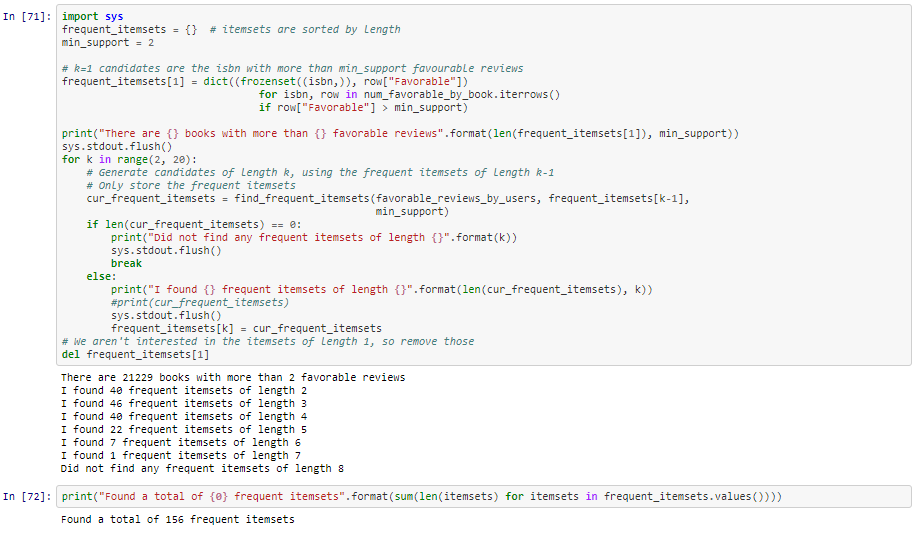 In [71]: import sys
frequent_itemsets = {}  # itemsets are sorted by length
min_support = 2

# k=1 candidates are the isbn with more than min_support favourable reviews
frequent_itemsets[1] = dict((frozenset((isbn,)), row["Favorable"])
                                for isbn, row in num_favorable_by_book.iterrows()
                                if row["Favorable"] > min_support)

print("There are {} books with more than {} favorable reviews".format(len(frequent_itemsets[1]), min_support))
sys.stdout.flush()
for k in range(2, 20):
    # Generate candidates of length k, using the frequent itemsets of length k-1
    # Only store the frequent itemsets
    cur_frequent_itemsets = find_frequent_itemsets(favorable_reviews_by_users, frequent_itemsets[k-1],
                                                   min_support)
    if len(cur_frequent_itemsets) == 0:
        print("Did not find any frequent itemsets of length {}".format(k))
        sys.stdout.flush()
        break
    else:
        print("I found {} frequent itemsets of length {}".format(len(cur_frequent_itemsets), k))
        #print(cur_frequent_itemsets)
        sys.stdout.flush()
        frequent_itemsets[k] = cur_frequent_itemsets
# We aren't interested in the itemsets of length 1, so remove those
del frequent_itemsets[1]
There are 21229 books with more than 2 favorable reviews
I found 40 frequent itemsets of length 2
I found 46 frequent itemsets of length 3
I found 40 frequent itemsets of length 4
I found 22 frequent itemsets of length 5
I found 7 frequent itemsets of length 6
I found 1 frequent itemsets of length 7
Did not find any frequent itemsets of length 8
In [72]: print("Found a total of {0} frequent itemsets".format(sum(len(itemsets) for itemsets in frequent_itemsets.values())))
Found a total of 156 frequent itemsets